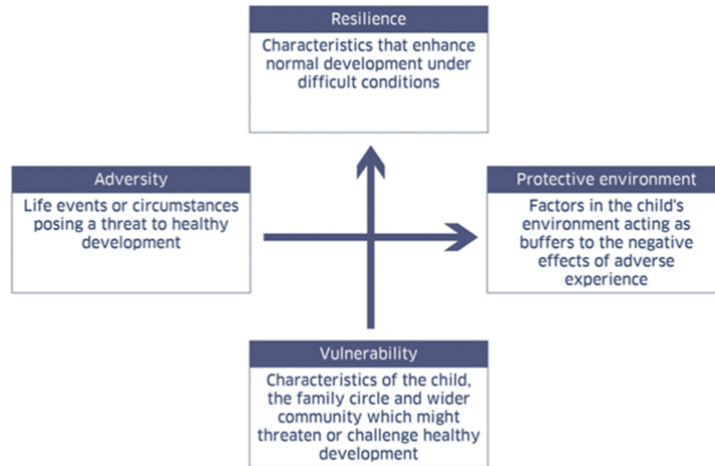 Resilience
Characteristics that enhance
normal development under
difficult conditions
Adversity
Life events or circumstances
posing a threat to healthy
development
Protective environment
Factors in the child's
environment acting as
buffers to the negative
effects of adverse
experience
Vulnerability
Characteristics of the child,
the family circle and wider
community which might
threaten or challenge healthy
development